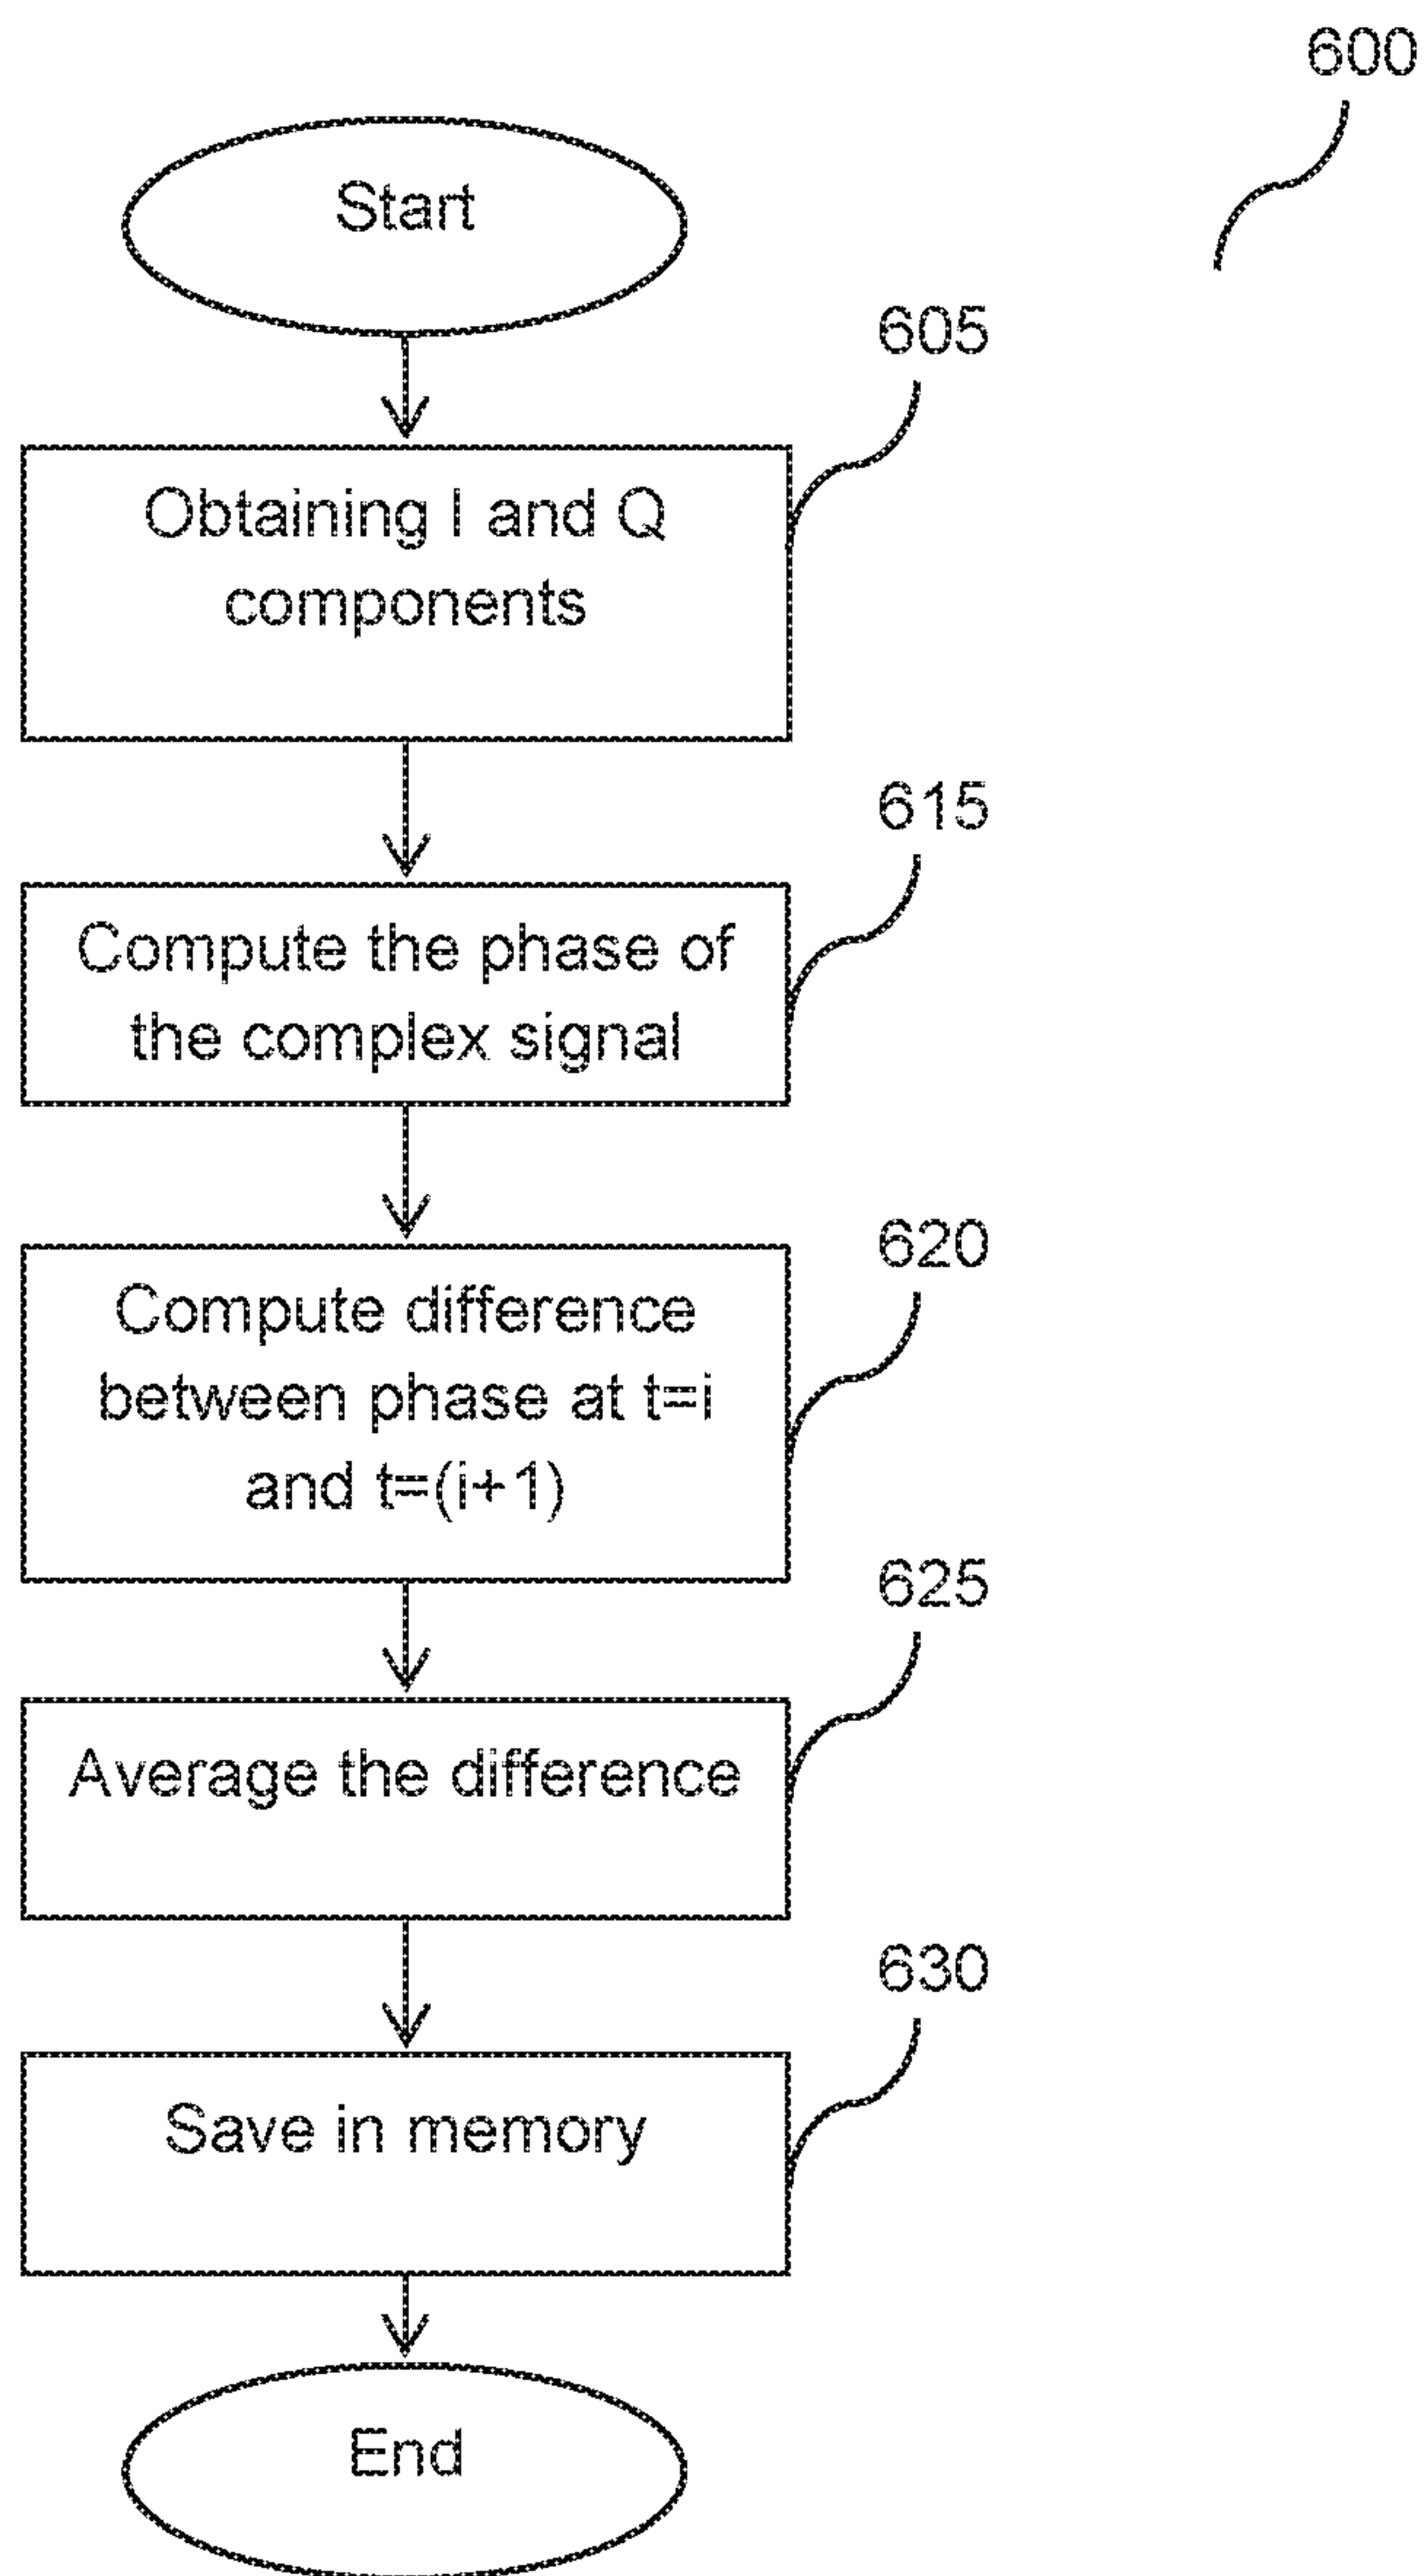 600
Start
605
Obtaining I and Q
components
615
Compute the phase of
the complex signal
620
Compute difference
between phase at t=i
and t=(i+1)
625
Average the difference
630
Save in memory
End